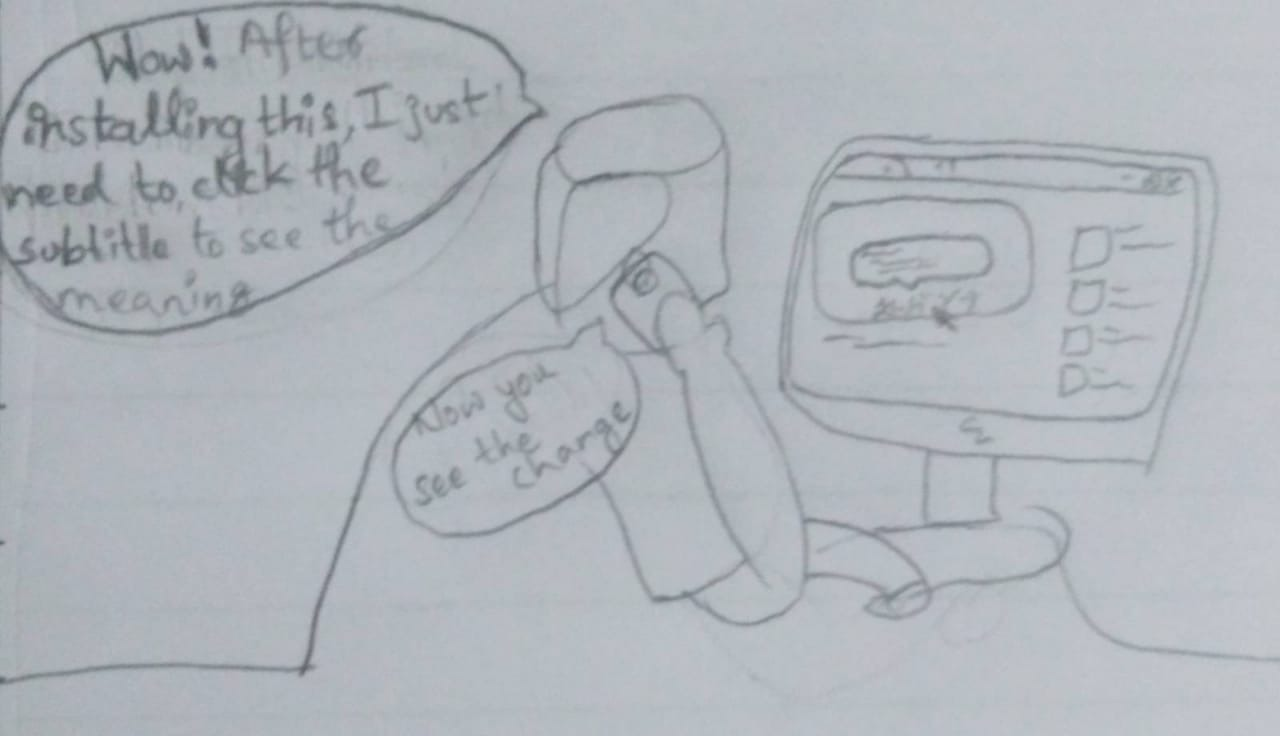 Wow! After
installing this, I just
need to, click the
subtitle to see the
meaning
Now you
see the
change